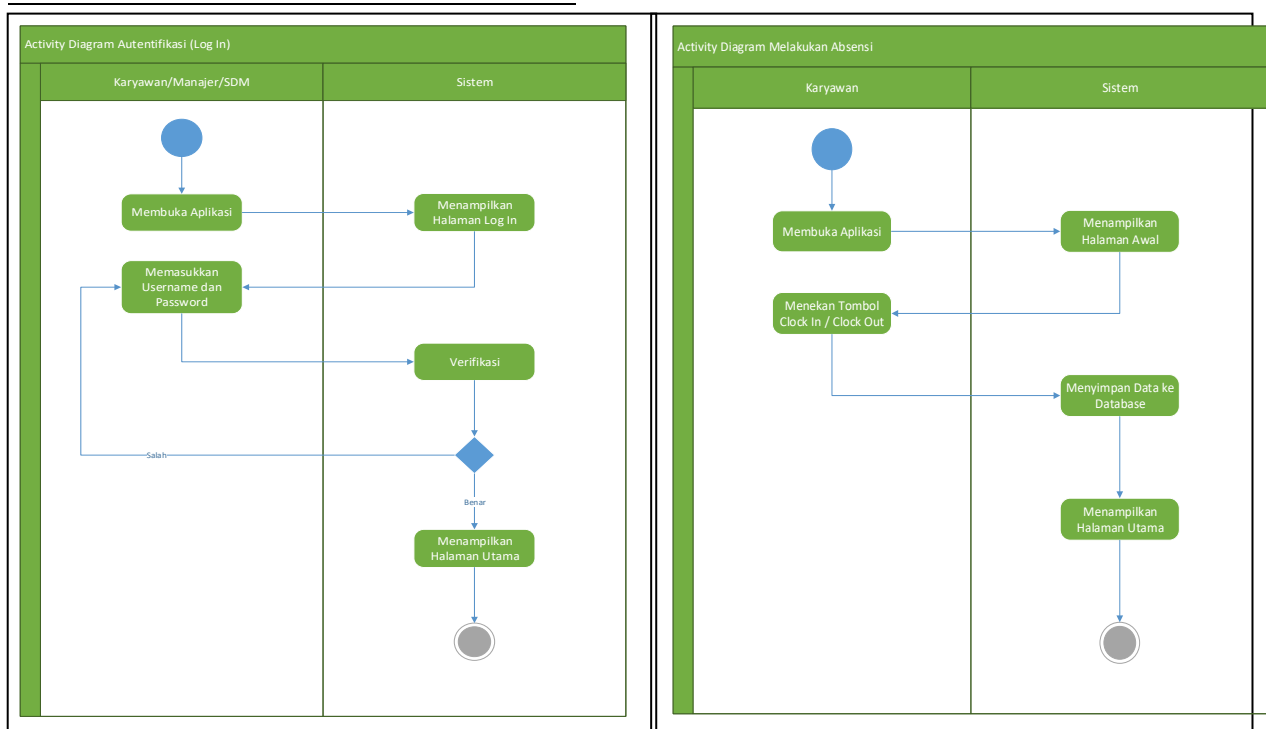 Activity Diagram Autentifikasi (Log In)
Karyawan/Manajer/SDM
Sistem
Membuka Aplikasi
Menampilkan
Halaman Log In
Memasukkan
Username dan
Password
Verifikasi
Salah
Benar
Menampilkan
Halaman Utama
Activity Diagram Melakukan Absensi
Karyawan
Sistem
Membuka Aplikasi
Menampilkan
Halaman Awal
Menekan Tombol
Clock In / Clock Out
Menyimpan Data ke
Database
Menampilkan
Halaman Utama